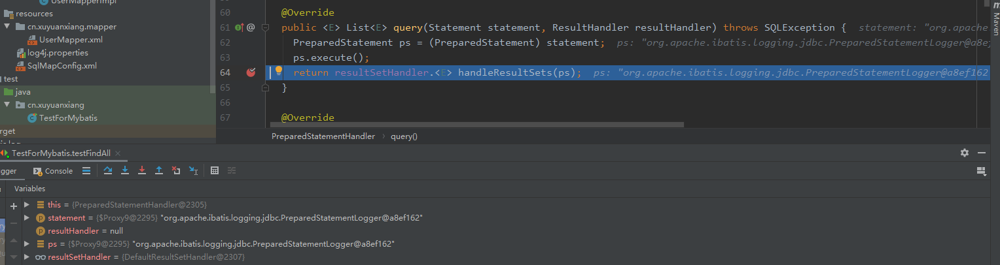 UserMapperImpl
resources
cn.xuyuanxiang.mapper
UserMapper.xml
log4j.properties
SqlMapConfig.xml
test
java
cn.xuyuanxiang
TestForMybatis
rget
60 @Override
61 @ public <E> List<E> query(Statement statement, ResultHandler resultHandler) throws SQLException { statement: "org.apache
62 PreparedStatement ps = (PreparedStatement) statement; ps: "org.apache.ibatis.logging.jdbc.PreparedStatementLogger@a8ef
63 ps.execute();
64 return resultSetHandler.<E> handleResultSets(ps); ps: "org.apache.ibatis.logging.jdbc.PreparedStatementLogger@a8ef162
65 }
66
67 @Override
PreparedStatementHandler › query()
m
Maven
TestForMybatis.testFindAll ×
gger Console
Variables
this = {PreparedStatementHandler@2305}
statement = {$Proxy9@2295} "org.apache.ibatis.logging.jdbc.PreparedStatementLogger@a8ef162"
resultHandler = null
ps = {$Proxy9@2295} "org.apache.ibatis.logging.jdbc.PreparedStatementLogger@a8ef162"
resultSetHandler = {DefaultResultSetHandler@2307}